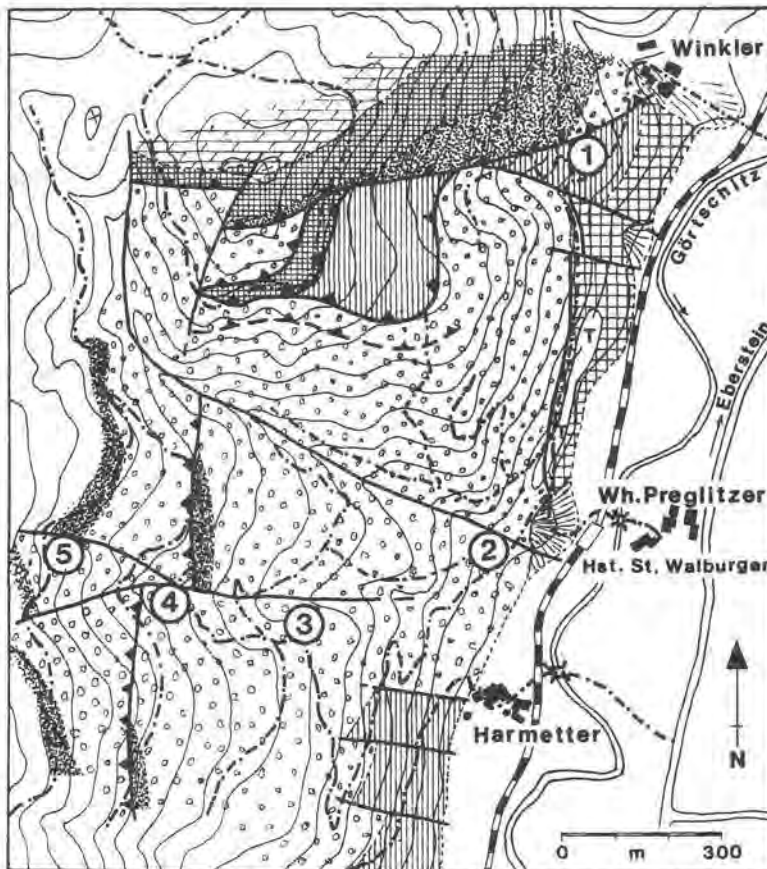 Winkler
1
Görtschitz
T
Eberstein
Wh. Preglitzer
Hst. St. Walburgen
2
5
4
3
Harmetter
N
0 m 300